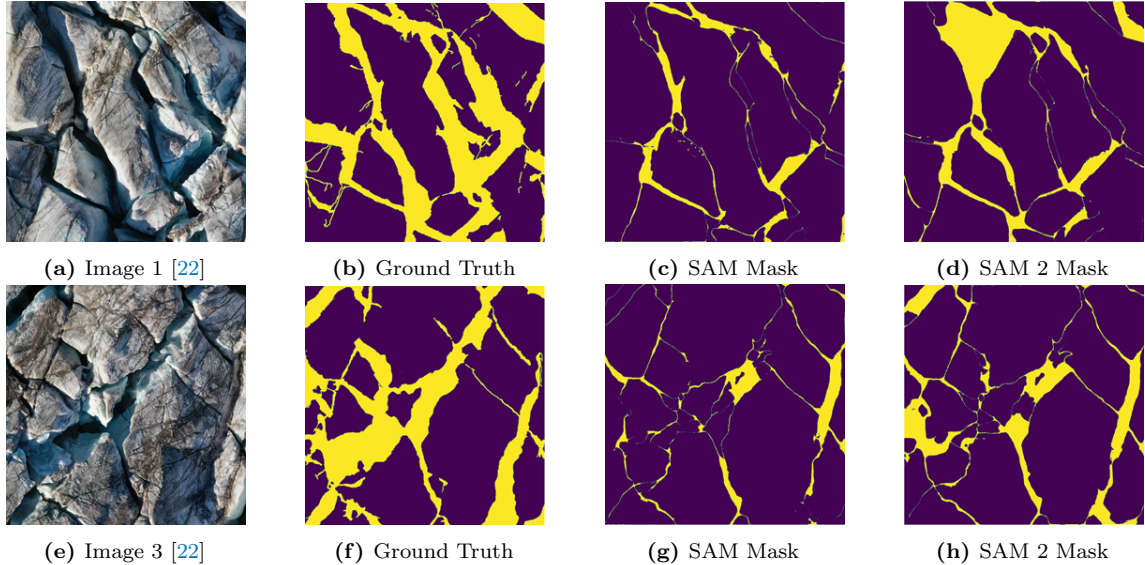 (a) Image 1 [22]
(b) Ground Truth
(c) SAM Mask
(d) SAM 2 Mask
(e) Image 3 [22]
(f) Ground Truth
(g) SAM Mask
(h) SAM 2 Mask